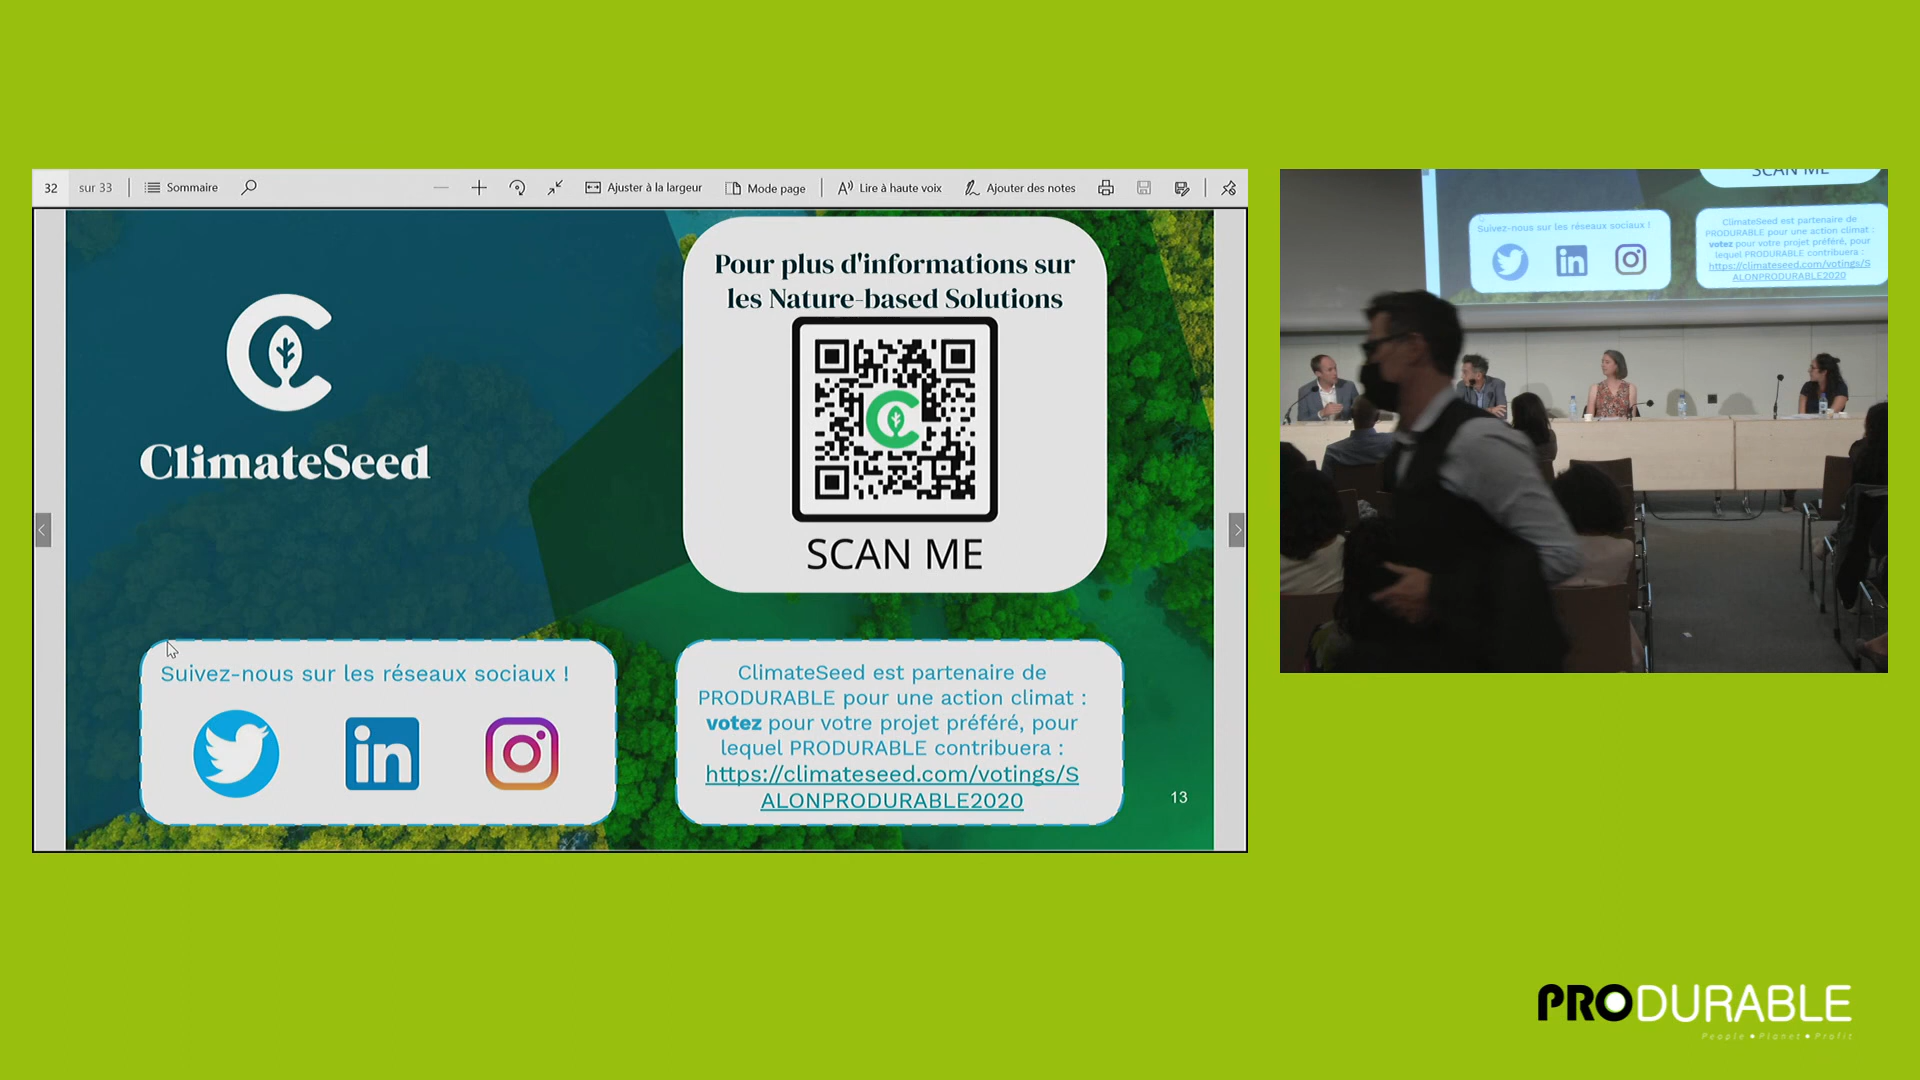 32 sur 33 Sommaire Ajuster à la largeur Mode page Lire à haute voix Ajouter des notes
ClimateSeed
Pour plus d'informations sur
les Nature-based Solutions
SCAN ME
Suivez-nous sur les réseaux sociaux !
in
ClimateSeed est partenaire de
PRODURABLE pour une action climat :
votez pour votre projet préféré, pour
lequel PRODURABLE contribuera :
https://climateseed.com/votings/S
ALONPRODURABLE2020
13
SCAN ME
Suivez-nous sur les réseaux sociaux !
in
ClimateSeed est partenaire de
PRODURABLE pour une action climat :
votez pour votre projet préféré, pour
lequel PRODURABLE contribuera :
https://climateseed.com/votings/S
ALONPRODURABLE2020
PRODURABLE
People • Planet • Profit